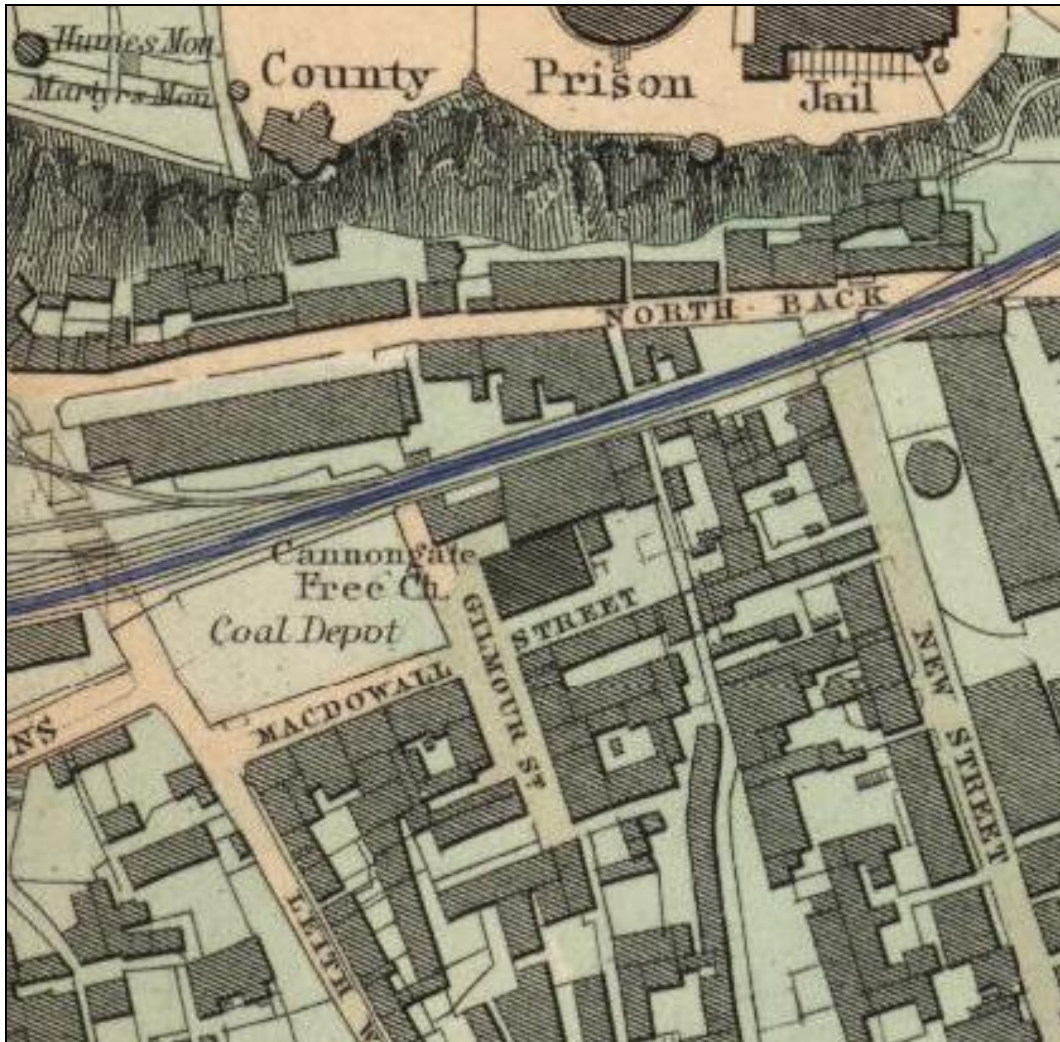 Humes Mon
Martyrs Mon
County Prison
Jail
NORTH BACK
Cannongate
Free Ch.
Coal Depot
MACDOWALL STREET
GILMOUR ST
NEW STREET
NS
LEITH W